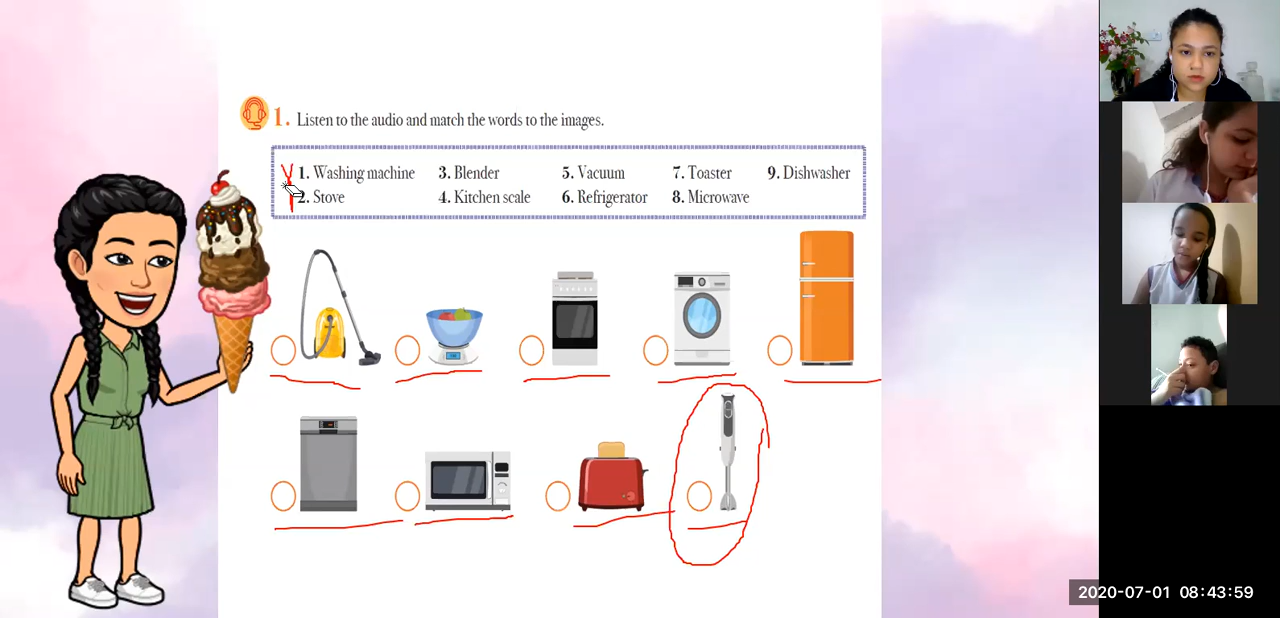 1. Listen to the audio and match the words to the images.
1. Washing machine 3. Blender 5. Vacuum 7. Toaster 9. Dishwasher
2. Stove 4. Kitchen scale 6. Refrigerator 8. Microwave
2020-07-01 08:43:59